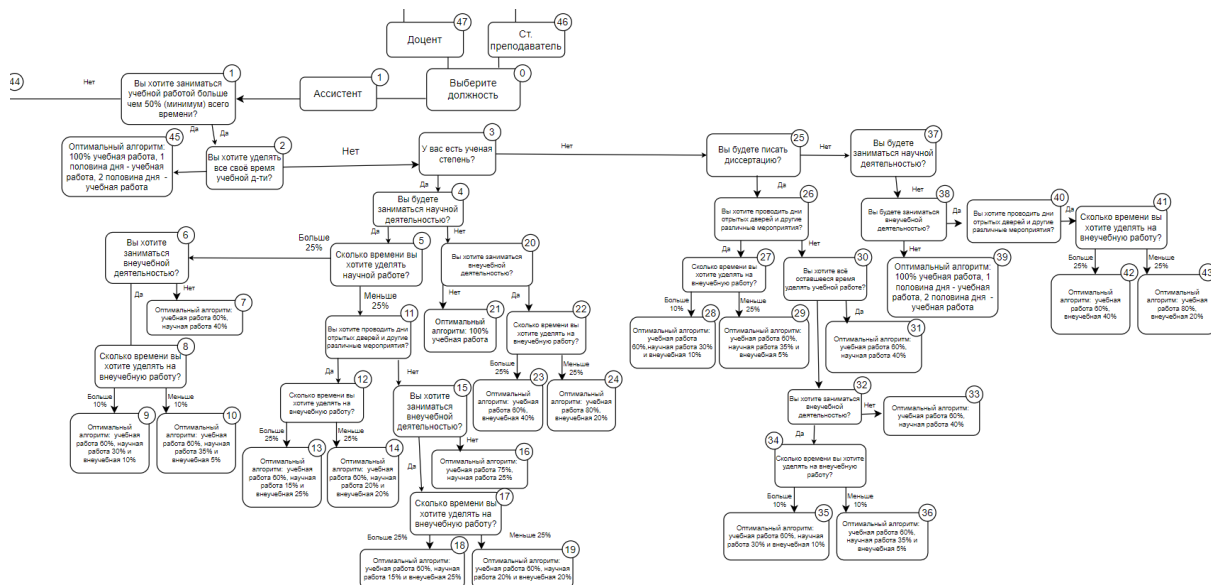 47
Доцент
46
Ст.
преподаватель
44
Нет
1
Вы хотите заниматься
учебной работой больше
чем 50% (минимум) всего
времени?
1
Ассистент
0
Выберите
должность
Да
Да
45
Оптимальный алгоритм:
100% учебная работа, 1
половина дня - учебная
работа, 2 половина дня -
учебная работа
2
Вы хотите уделять
все своё время
учебной д-ти?
Нет
3
У вас есть ученая
степень?
Нет
25
Вы будете писать
диссертацию?
Нет
37
Вы будете
заниматься научной
деятельностью?
Да
4
Вы будете
заниматься научной
деятельностью?
Да
Нет
Да
26
Вы хотите проводить дни
отрытых дверей и другие
различные мероприятия?
Нет
38
Вы будете заниматься
внеучебной
деятельностью?
Да
40
Вы хотите проводить дни
отрытых дверей и другие
различные мероприятия?
41
Сколько времени вы
хотите уделять на
внеучебную работу?
6
Вы хотите
заниматься
внеучебной
деятельностью?
Больше
25%
5
Сколько времени вы
хотите уделять
научной работе?
20
Вы хотите заниматься
внеучебной
деятельностью?
Да
Нет
27
Сколько времени вы
хотите уделять на
внеучебную работу?
30
Вы хотите всё
оставшееся время
уделять учебной работе?
Нет
39
Оптимальный алгоритм:
100% учебная работа, 1
половина дня - учебная
работа, 2 половина дня -
учебная работа
Больше
25%
Меньше
25%
42
Оптимальный алгоритм:
учебная работа 60%,
внеучебная 40%
43
Оптимальный алгоритм:
учебная работа 80%,
внеучебная 20%
Да
Нет
7
Оптимальный алгоритм:
учебная работа 60%,
научная работа 40%
Меньше
25%
11
Вы хотите проводить дни
отрытых дверей и другие
различные мероприятия?
Нет
21
Оптимальный
алгоритм: 100%
учебная работа
Да
22
Сколько времени вы хотите
уделять на внеучебную
работу?
Больше
10%
Меньше
25%
28
Оптимальный алгоритм:
учебная работа
60%,научная работа 30%
и внеучебная 10%
29
Оптимальный алгоритм:
учебная работа 60%,
научная работа 35% и
внеучебная 5%
Да
31
Оптимальный алгоритм:
учебная работа 60%,
научная работа 40%
8
Сколько времени вы
хотите уделять на
внеучебную работу?
Больше
10%
Меньше
10%
9
Оптимальный
алгоритм: учебная
работа 60%, научная
работа 30% и
внеучебная 10%
10
Оптимальный
алгоритм: учебная
работа 60%, научная
работа 35% и
внеучебная 5%
Да
Нет
12
Сколько времени вы
хотите уделять на
внеучебную работу?
15
Вы хотите
заниматься
внеучебной
деятельностью?
Больше
25%
Меньше
25%
23
Оптимальный алгоритм:
учебная работа 60%,
внеучебная 40%
24
Оптимальный алгоритм:
учебная работа 80%,
внеучебная 20%
32
Вы хотите заниматься
внеучебной
деятельностью?
Нет
33
Оптимальный алгоритм:
учебная работа 60%,
научная работа 40%
Больше
25%
Меньше
25%
13
Оптимальный
алгоритм: учебная
работа 60%, научная
работа 15% и
внеучебная 25%
14
Оптимальный
алгоритм: учебная
работа 60%, научная
работа 20% и
внеучебная 20%
Нет
16
Оптимальный алгоритм:
учебная работа 75%,
научная работа 25%
Да
17
Сколько времени вы
хотите уделять на
внеучебную работу?
Больше 25%
Меньше 25%
18
Оптимальный алгоритм:
учебная работа 60%, научная
работа 15% и внеучебная 25%
19
Оптимальный алгоритм:
учебная работа 60%, научная
работа 20% и внеучебная 20%
Да
34
Сколько времени вы хотите
уделять на внеучебную
работу?
Больше
10%
Меньше
10%
35
Оптимальный алгоритм:
учебная работа 60%, научная
работа 30% и внеучебная 10%
36
Оптимальный алгоритм:
учебная работа 60%,
научная работа 35% и
внеучебная 5%